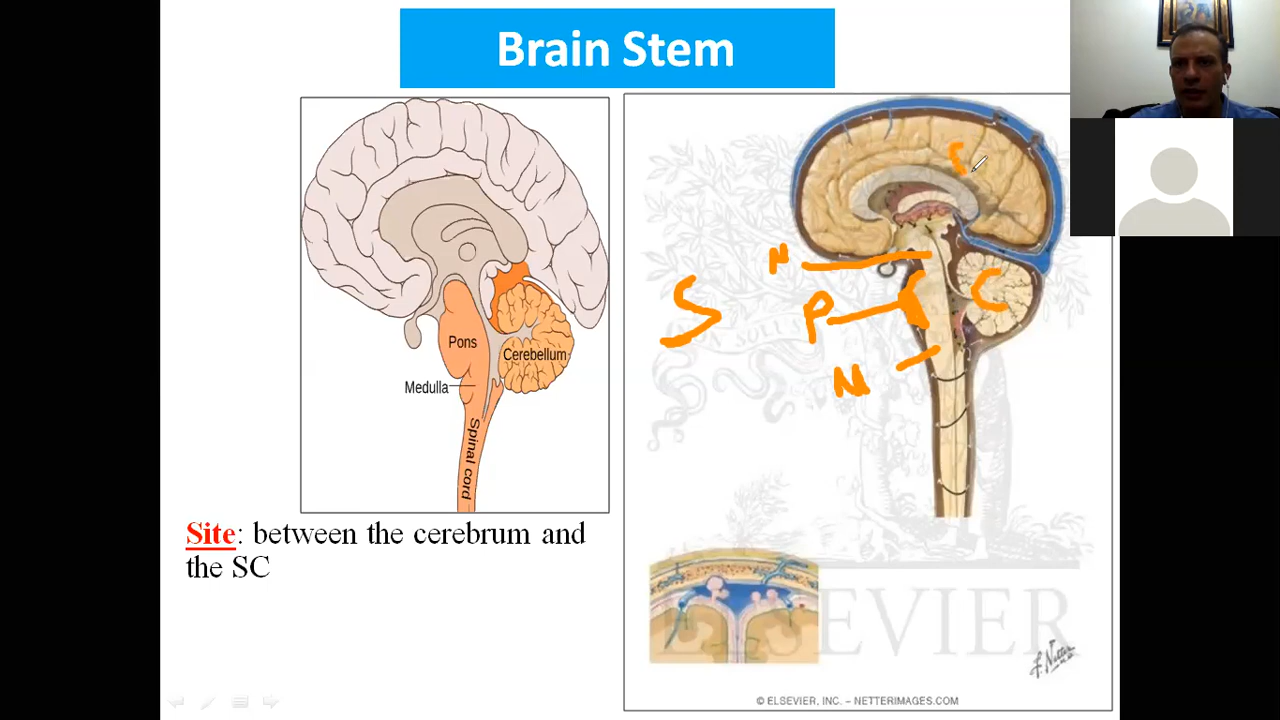 Brain Stem
Pons
Cerebellum
Medulla
Spinal cord
S
M
P
M
C
Site: between the cerebrum and
the SC
ELSEVIER
© ELSEVIER, INC. – NETTERIMAGES.COM